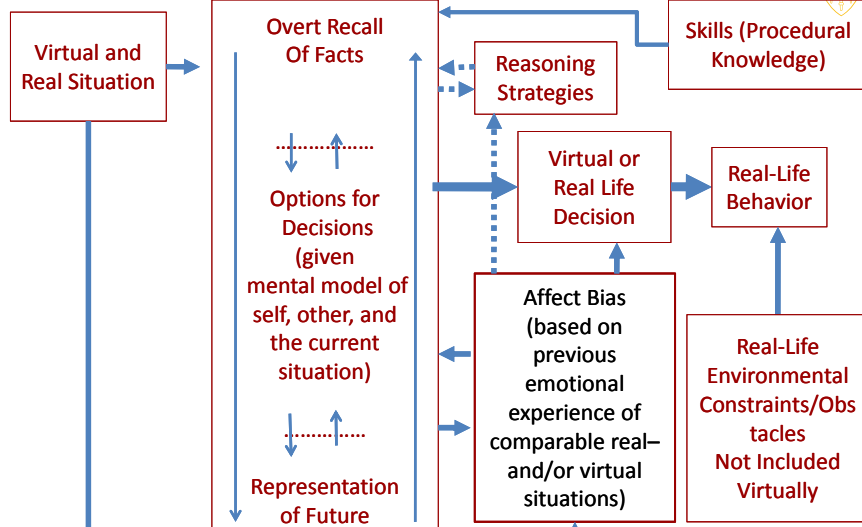 Virtual and
Real Situation
Overt Recall
Of Facts
Options for
Decisions
(given
mental model of
self, other, and
the current
situation)
Representation
of Future
Reasoning
Strategies
Skills (Procedural
Knowledge)
Virtual or
Real Life
Decision
Real-Life
Behavior
Affect Bias
(based on
previous
emotional
experience of
comparable real–
and/or virtual
situations)
Real-Life
Environmental
Constraints/Obs
tacles
Not Included
Virtually